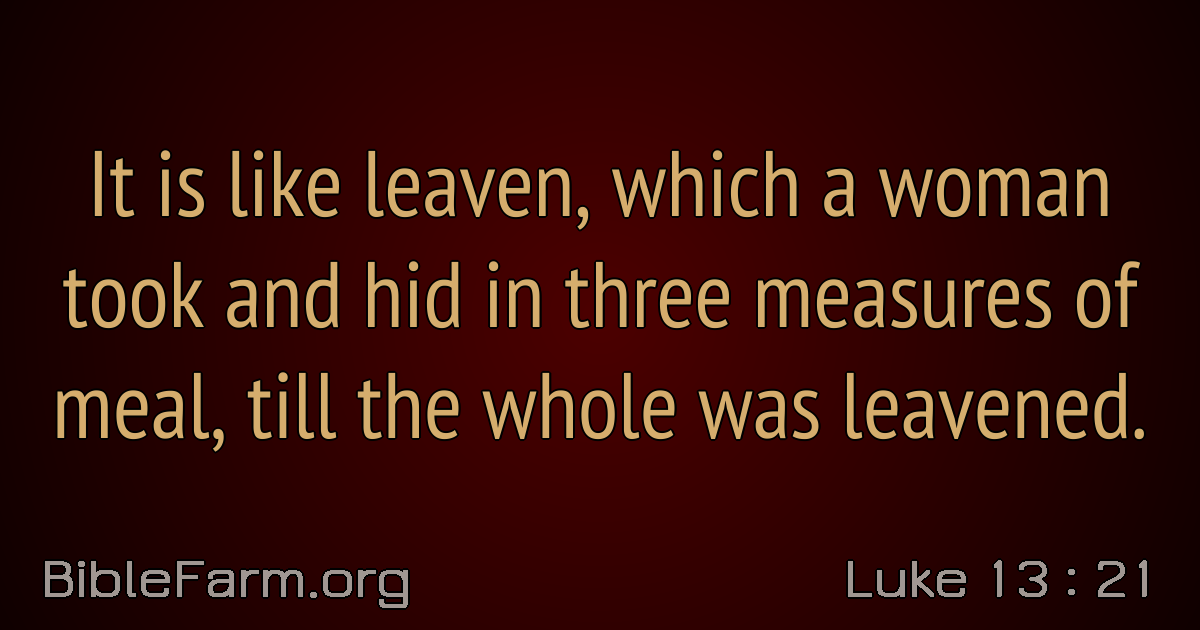 It is like leaven, which a woman
took and hid in three measures of
meal, till the whole was leavened.
BibleFarm.org
Luke 13 : 21